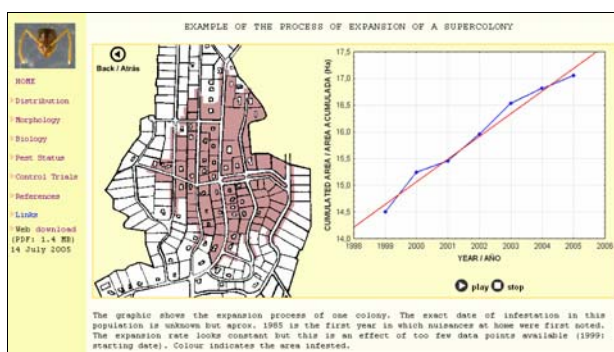 EXAMPLE OF THE PROCESS OF EXPANSION OF A SUPERCOLONY
Back / Atrás
HOME
Distribution
Morphology
Biology
Pest Status
Control Trials
References
Links
Web download
(PDF: 1.4 MB)
14 July 2005
CUMULATED AREA / AREA ACUMULADA (Ha)
17,5
17,0
16,5
16,0
15,5
15,0
14,5
14,0
1998 1999 2000 2001 2002 2003 2004 2005 2006
YEAR / AÑO
play stop
The graphic shows the expansion process of one colony. The exact date of infestation in this
population is unknown but aprox. 1985 is the first year in which nuisances at home were first noted.
The expansion rate looks constant but this is an effect of too few data points available (1999:
starting date). Colour indicates the area infested.